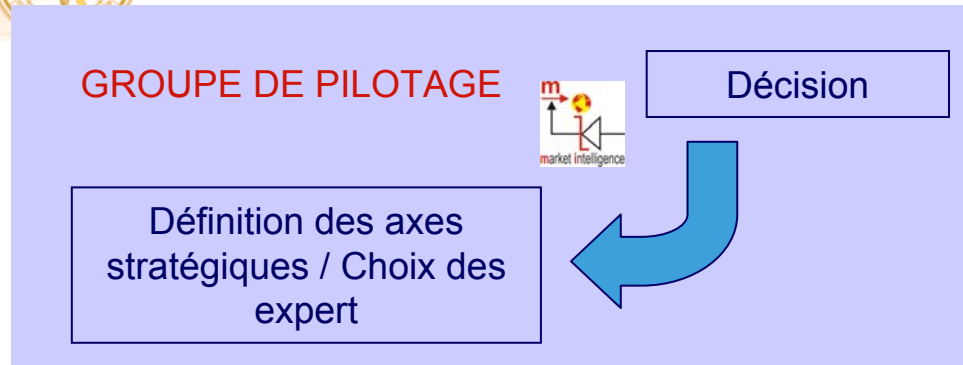 GROUPE DE PILOTAGE
m
market intelligence
Décision
Définition des axes
stratégiques / Choix des
expert